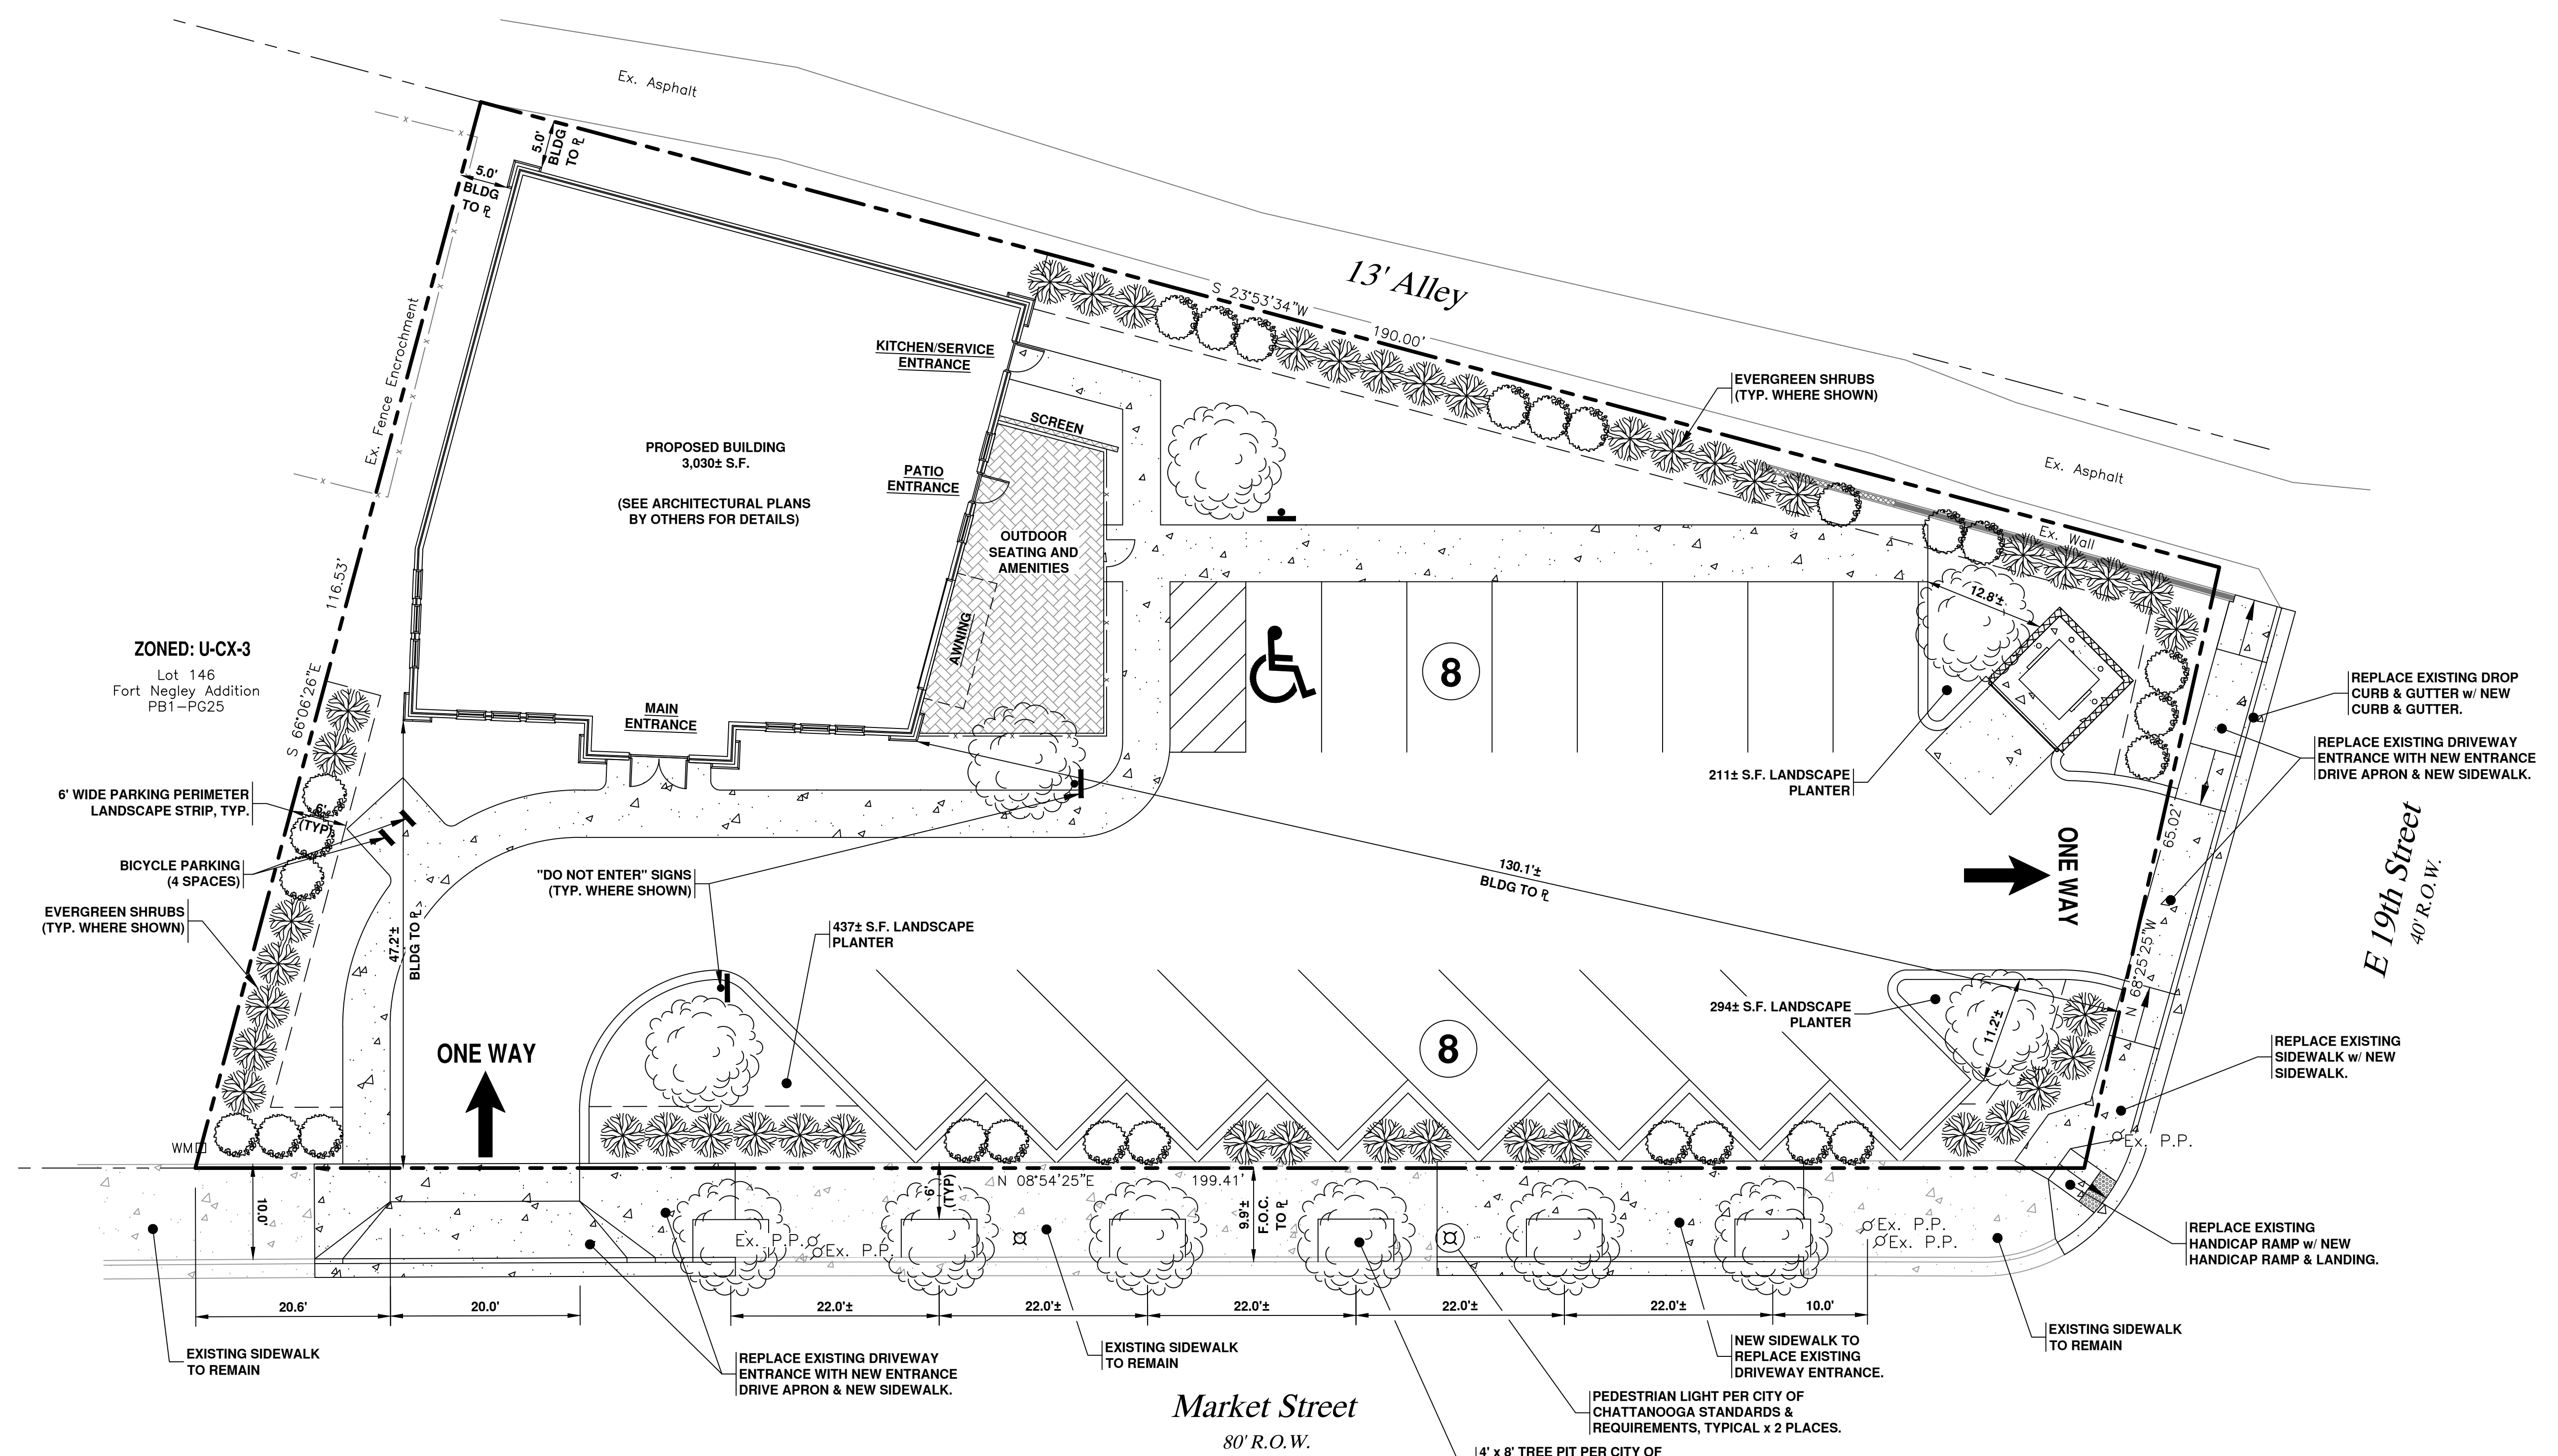 Ex. Asphalt
5.0'
BLDG
TO ℄
5.0'
BLDG
TO ℄
13' Alley
S 23°53'34"W
190.00'
Ex. Fence Encrochment
KITCHEN/SERVICE
ENTRANCE
EVERGREEN SHRUBS
(TYP. WHERE SHOWN)
SCREEN
PROPOSED BUILDING
3,030± S.F.
(SEE ARCHITECTURAL PLANS
BY OTHERS FOR DETAILS)
PATIO
ENTRANCE
Ex. Asphalt
OUTDOOR
SEATING AND
AMENITIES
Ex. Wall
116.53'
S 66°06'26"E
12.8'±
AWNING
ZONED: U-CX-3
Lot 146
Fort Negley Addition
PB1-PG25
8
MAIN
ENTRANCE
REPLACE EXISTING DROP
CURB & GUTTER w/ NEW
CURB & GUTTER.
REPLACE EXISTING DRIVEWAY
ENTRANCE WITH NEW ENTRANCE
DRIVE APRON & NEW SIDEWALK.
211± S.F. LANDSCAPE
PLANTER
6' WIDE PARKING PERIMETER
LANDSCAPE STRIP, TYP.
6'
(TYP)
65.02'
E 19th Street
40' R.O.W.
ONE WAY
BICYCLE PARKING
(4 SPACES)
"DO NOT ENTER" SIGNS
(TYP. WHERE SHOWN)
130.1'±
BLDG TO ℄
EVERGREEN SHRUBS
(TYP. WHERE SHOWN)
437± S.F. LANDSCAPE
PLANTER
47.2'±
BLDG TO ℄
N 68°25'25"W
294± S.F. LANDSCAPE
PLANTER
11.2'±
ONE WAY
8
REPLACE EXISTING
SIDEWALK w/ NEW
SIDEWALK.
WM
Ex. P.P.
N 08°54'25"E
199.41'
10.0'
6'
(TYP)
9.9'±
F.O.C.
TO ℄
Ex. P.P.
Ex. P.P.
Ex. P.P.
Ex. P.P.
REPLACE EXISTING
HANDICAP RAMP w/ NEW
HANDICAP RAMP & LANDING.
20.6'
20.0'
22.0'±
22.0'±
22.0'±
22.0'±
22.0'±
10.0'
EXISTING SIDEWALK
TO REMAIN
REPLACE EXISTING DRIVEWAY
ENTRANCE WITH NEW ENTRANCE
DRIVE APRON & NEW SIDEWALK.
EXISTING SIDEWALK
TO REMAIN
NEW SIDEWALK TO
REPLACE EXISTING
DRIVEWAY ENTRANCE.
EXISTING SIDEWALK
TO REMAIN
Market Street
80' R.O.W.
PEDESTRIAN LIGHT PER CITY OF
CHATTANOOGA STANDARDS &
REQUIREMENTS, TYPICAL x 2 PLACES.
4' x 8' TREE PIT PER CITY OF